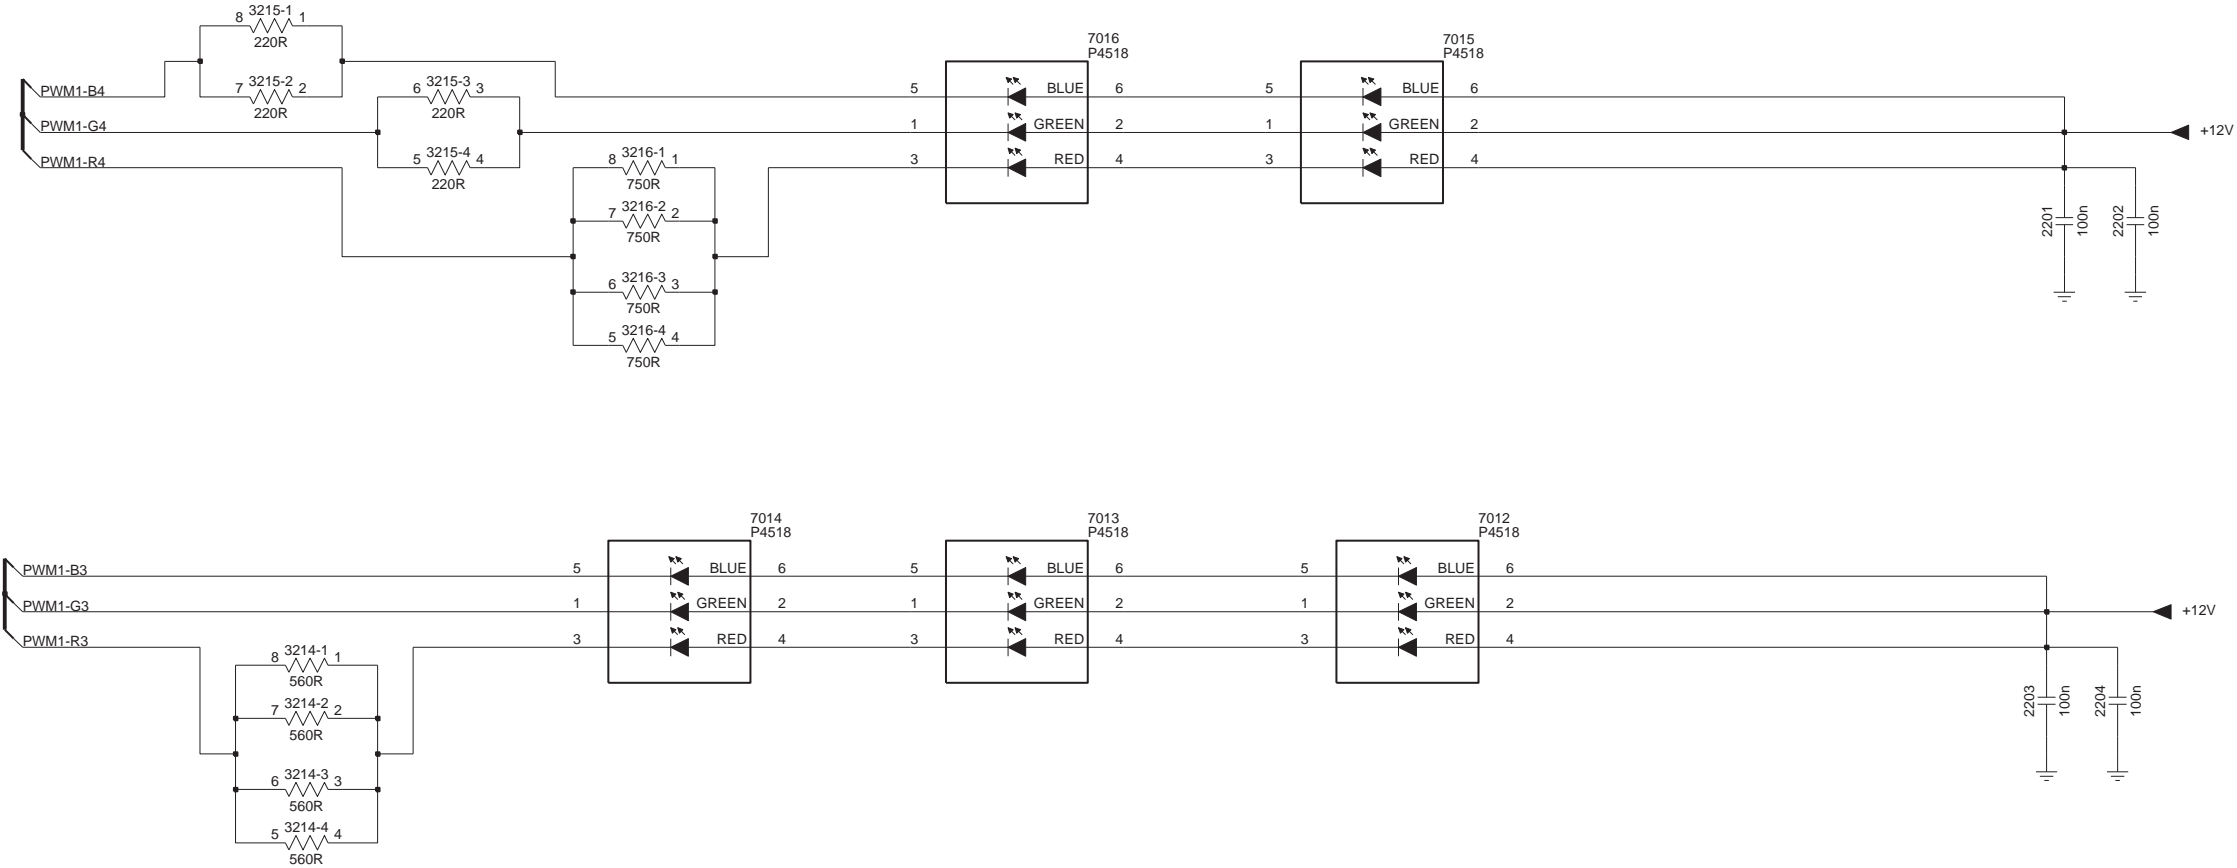 3215-1
8 1
220R
3215-2
7 2
220R
3215-3
6 3
220R
3215-4
5 4
220R
PWM1-B4
PWM1-G4
PWM1-R4
3216-1
8 1
750R
3216-2
7 2
750R
3216-3
6 3
750R
3216-4
5 4
750R
7016
P4518
5 BLUE 6
1 GREEN 2
3 RED 4
7015
P4518
5 BLUE 6
1 GREEN 2
3 RED 4
+12V
2201
100n
2202
100n
PWM1-B3
PWM1-G3
PWM1-R3
3214-1
8 1
560R
3214-2
7 2
560R
3214-3
6 3
560R
3214-4
5 4
560R
7014
P4518
5 BLUE 6
1 GREEN 2
3 RED 4
7013
P4518
5 BLUE 6
1 GREEN 2
3 RED 4
7012
P4518
5 BLUE 6
1 GREEN 2
3 RED 4
+12V
2203
100n
2204
100n